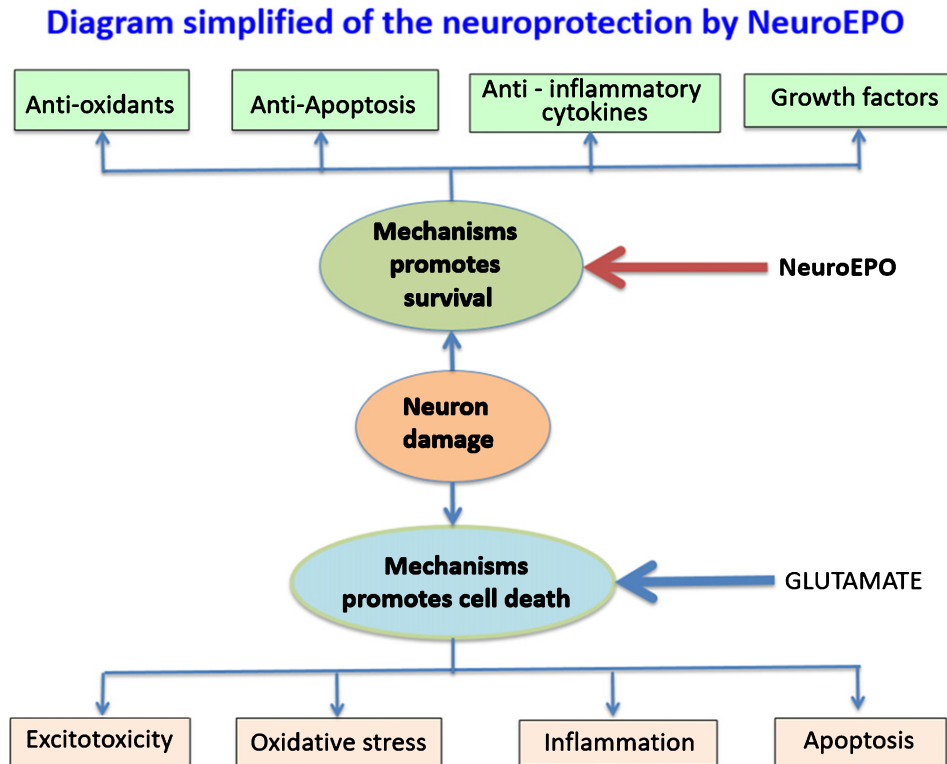 Diagram simplified of the neuroprotection by NeuroEPO
Anti-oxidants
Anti-Apoptosis
Anti - inflammatory
cytokines
Growth factors
Mechanisms
promotes
survival
NeuroEPO
Neuron
damage
Mechanisms
promotes cell death
GLUTAMATE
Excitotoxicity
Oxidative stress
Inflammation
Apoptosis